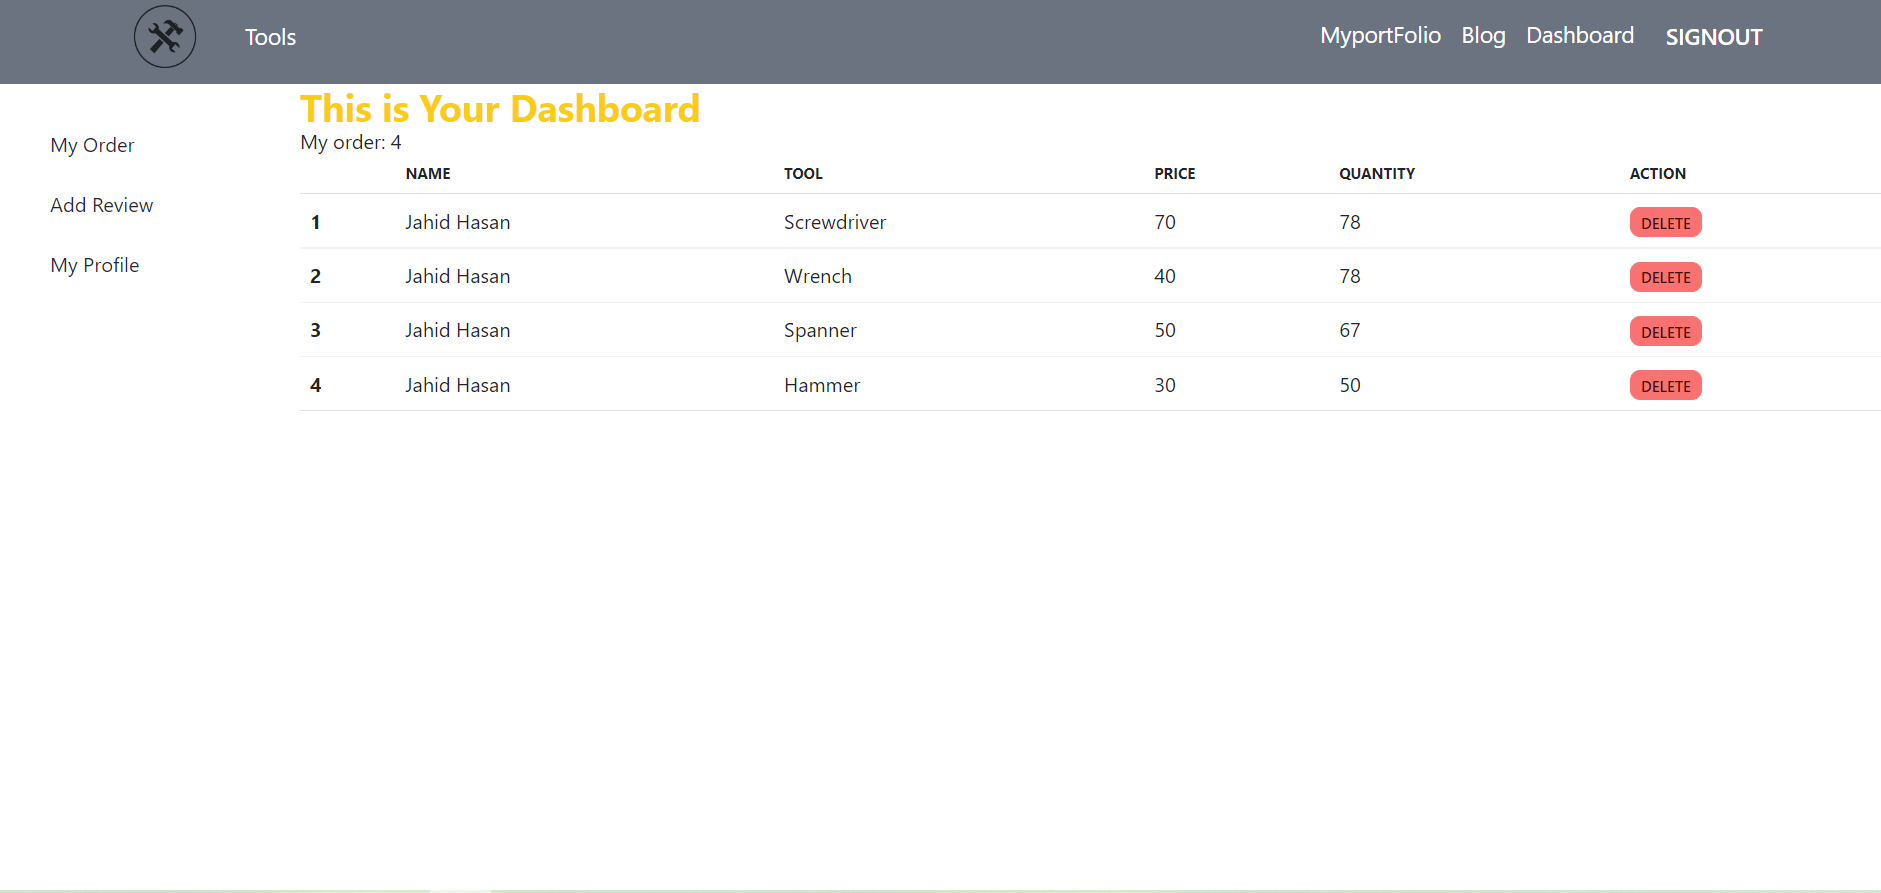 Tools MyportFolio Blog Dashboard SIGNOUT
This is Your Dashboard
My Order
Add Review
My Profile
My order: 4
NAME TOOL PRICE QUANTITY ACTION
1 Jahid Hasan Screwdriver 70 78 DELETE
2 Jahid Hasan Wrench 40 78 DELETE
3 Jahid Hasan Spanner 50 67 DELETE
4 Jahid Hasan Hammer 30 50 DELETE